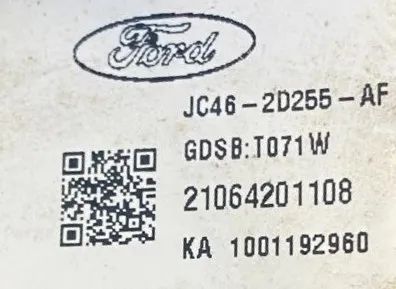 Ford
JC46-2D255-AF
GDSB:T071W
21064201108
KA 1001192960